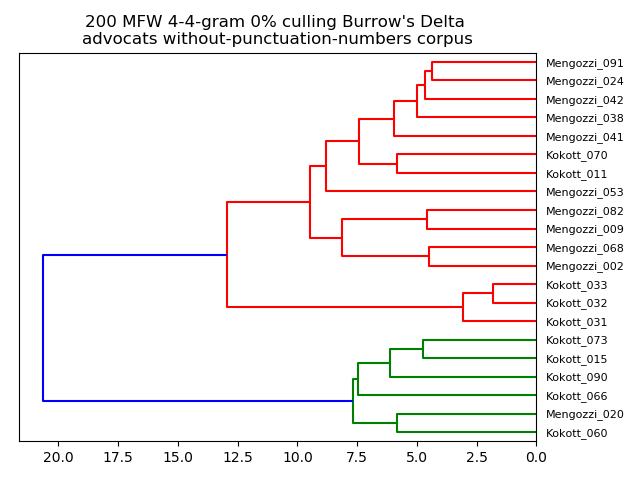 200 MFW 4-4-gram 0% culling Burrow's Delta
advocats without-punctuation-numbers corpus
Mengozzi_091
Mengozzi_024
Mengozzi_042
Mengozzi_038
Mengozzi_041
Kokott_070
Kokott_011
Mengozzi_053
Mengozzi_082
Mengozzi_009
Mengozzi_068
Mengozzi_002
Kokott_033
Kokott_032
Kokott_031
Kokott_073
Kokott_015
Kokott_090
Kokott_066
Mengozzi_020
Kokott_060
20.0 17.5 15.0 12.5 10.0 7.5 5.0 2.5 0.0